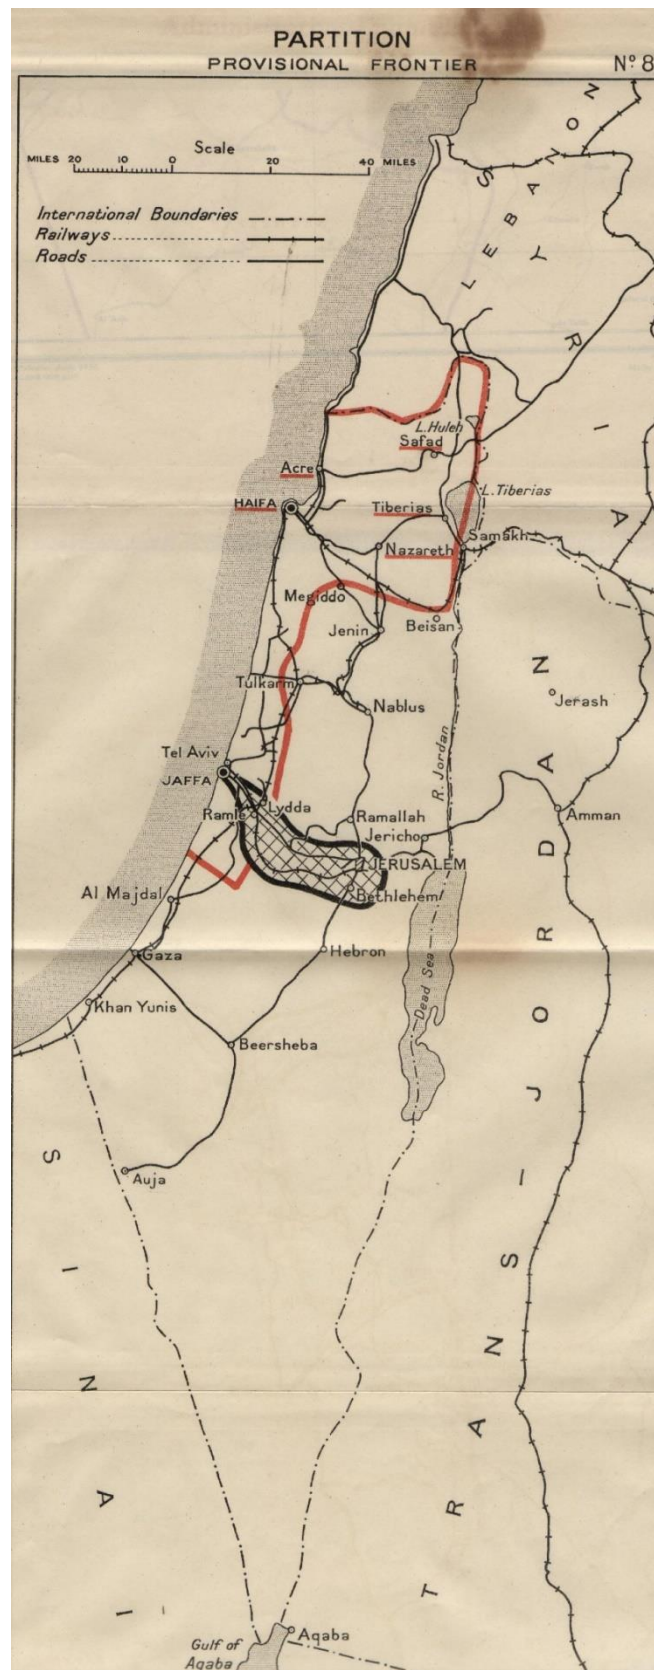 PARTITION
PROVISIONAL FRONTIER
Nº 8
Scale
MILES 20 10 0 20 40 MILES
International Boundaries
Railways
Roads
LEBANON
SYRIA
L. Huleh
Safad
Acre
HAIFA
Tiberias
L. Tiberias
Nazareth
Samakh
Megiddo
Jenin
Beisan
Tulkarm
Nablus
Jerash
Tel Aviv
JAFFA
R. Jordan
Lydda
Ramle
Ramallah
Jericho
Amman
JERUSALEM
Al Majdal
Bethlehem
Gaza
Hebron
Dead Sea
Khan Yunis
Beersheba
Auja
SINAI
TRANS-JORDAN
Aqaba
Gulf of
Aqaba